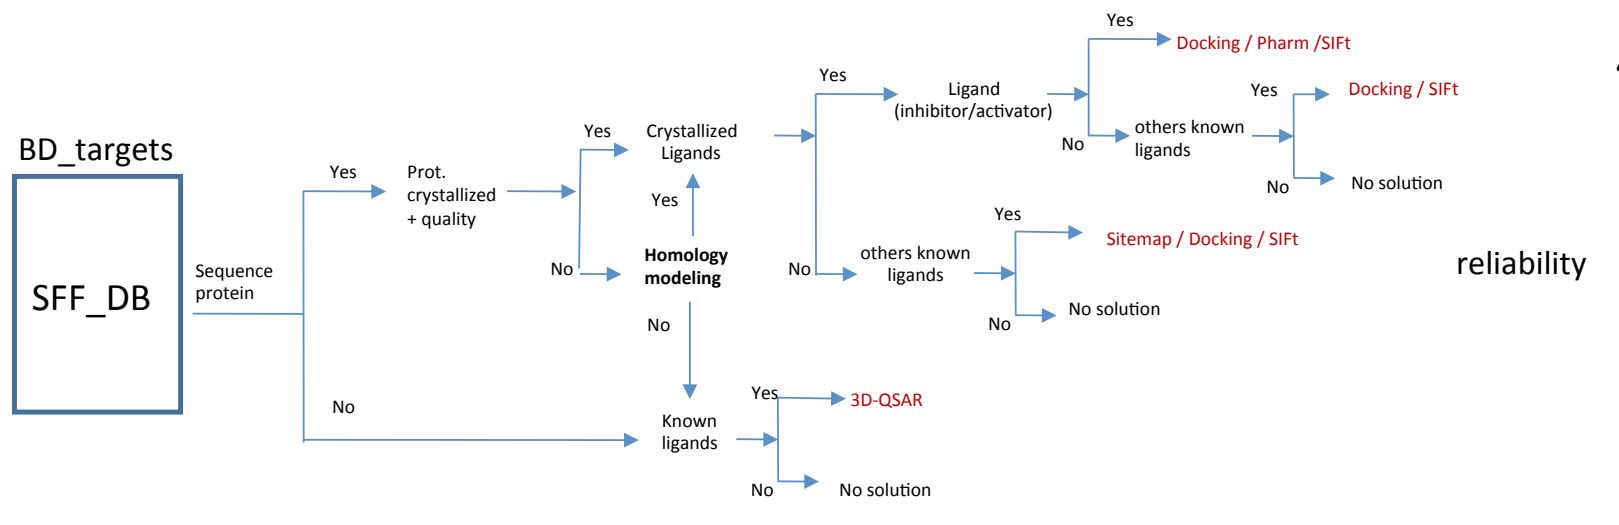 BD_targets
SFF_DB
Sequence
protein
Yes
No
Prot.
crystallized
+ quality
Yes
No
Crystallized
Ligands
Yes
Homology
modeling
No
Known
ligands
Yes
3D-QSAR
No
No solution
Yes
No
Ligand
(inhibitor/activator)
Yes
Docking / Pharm /SIFt
No
others known
ligands
Yes
Docking / SIFt
No
No solution
others known
ligands
Yes
Sitemap / Docking / SIFt
No
No solution
reliability